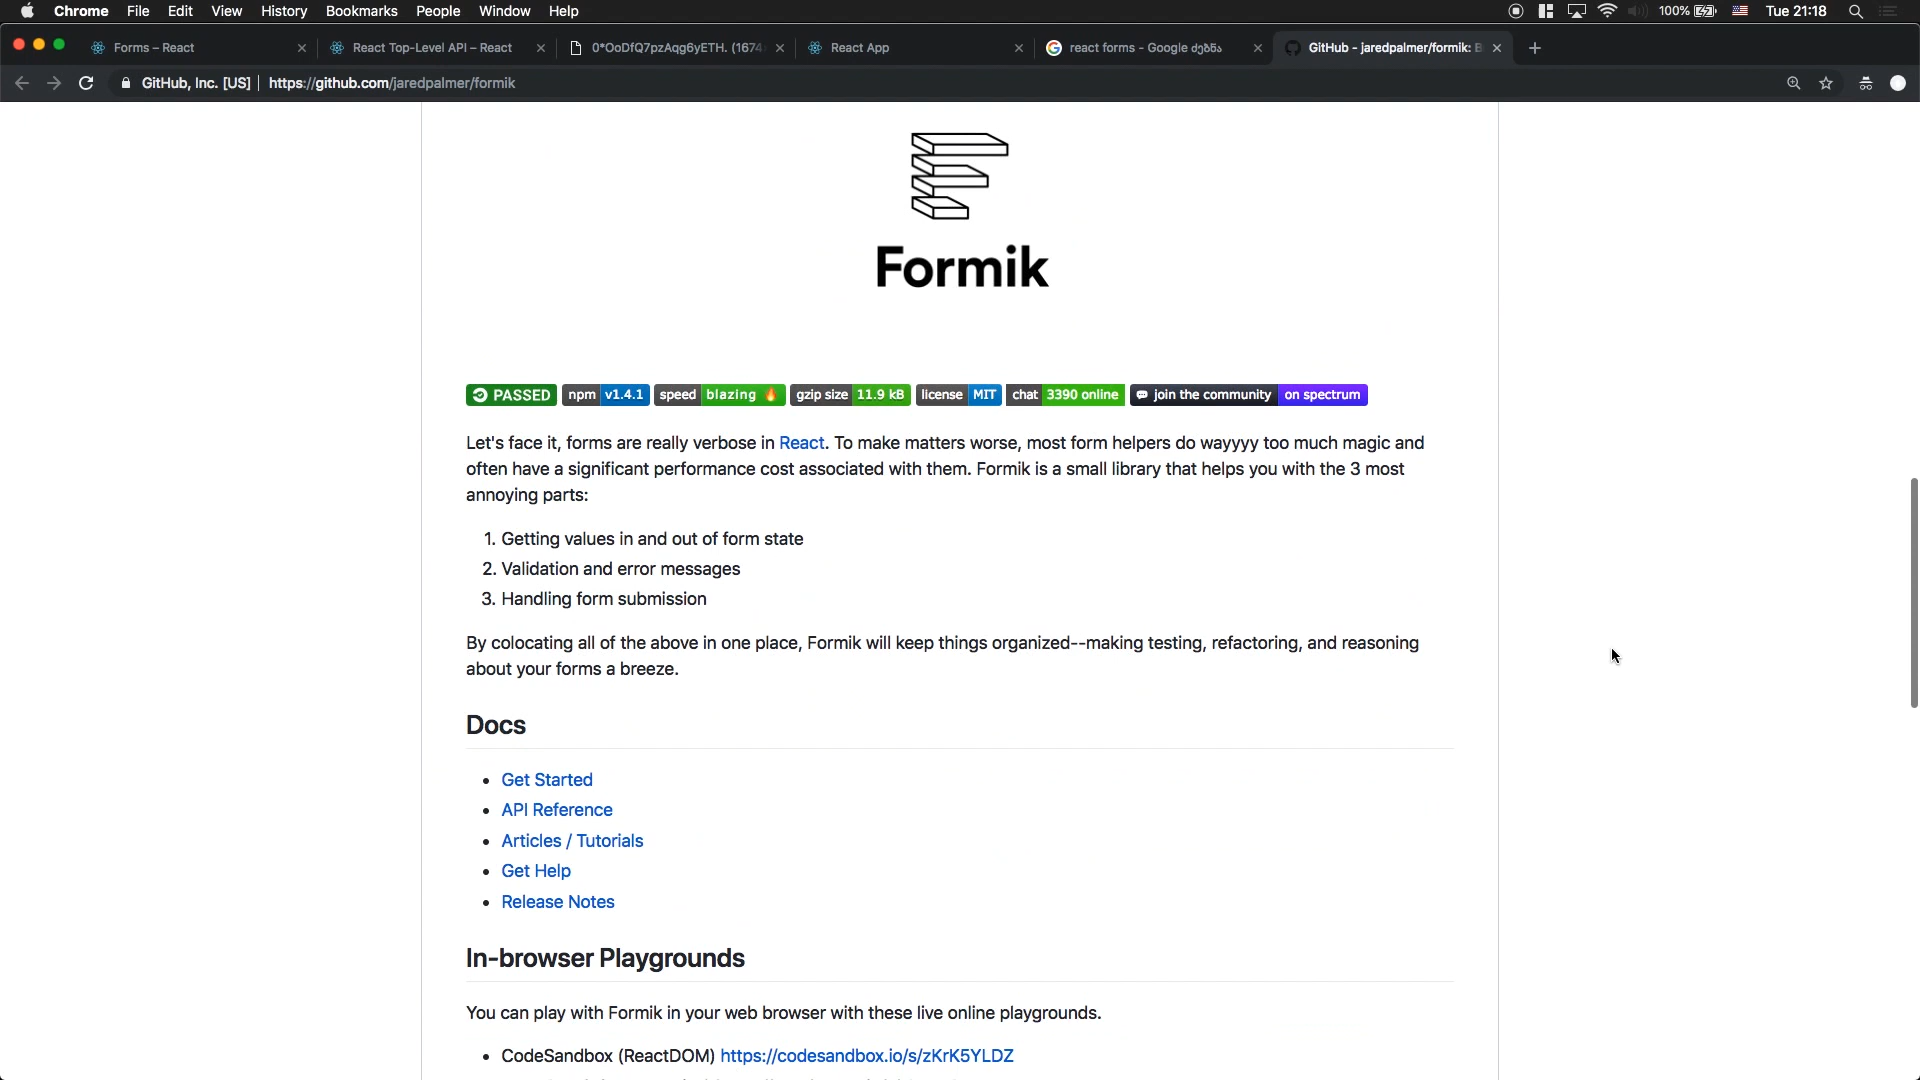 Chrome File Edit View History Bookmarks People Window Help 100% Tue 21:18
Forms – React
React Top-Level API – React
0*OoDfQ7pzAqg6yETH. (1674
React App
react forms - Google ძებნა
GitHub - jaredpalmer/formik: B
GitHub, Inc. [US] https://github.com/jaredpalmer/formik
Formik
PASSED npm v1.4.1 speed blazing 🔥 gzip size 11.9 kB license MIT chat 3390 online join the community on spectrum
Let's face it, forms are really verbose in React. To make matters worse, most form helpers do wayyyy too much magic and
often have a significant performance cost associated with them. Formik is a small library that helps you with the 3 most
annoying parts:
1. Getting values in and out of form state
2. Validation and error messages
3. Handling form submission
By colocating all of the above in one place, Formik will keep things organized--making testing, refactoring, and reasoning
about your forms a breeze.
Docs
• Get Started
• API Reference
• Articles / Tutorials
• Get Help
• Release Notes
In-browser Playgrounds
You can play with Formik in your web browser with these live online playgrounds.
• CodeSandbox (ReactDOM) https://codesandbox.io/s/zKrK5YLDZ